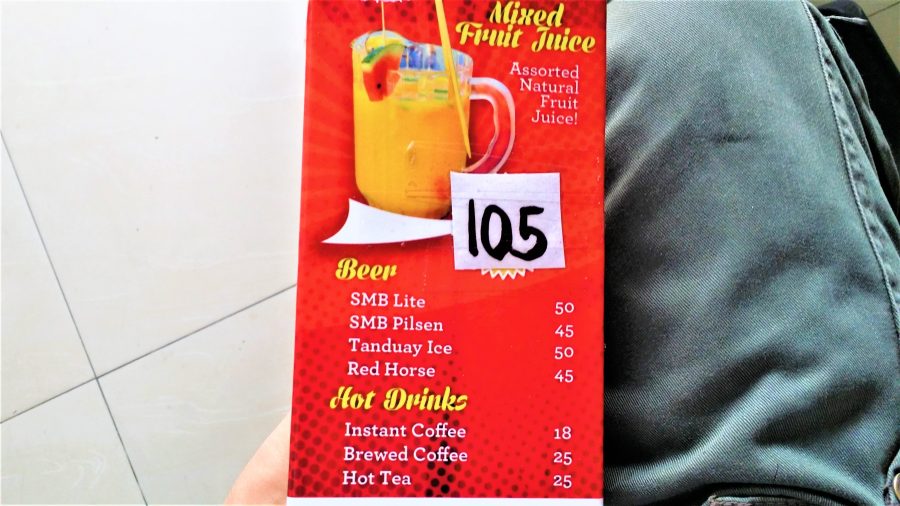 Mixed
Fruit Juice
Assorted
Natural
Fruit
Juice!
105
Beer
SMB Lite 50
SMB Pilsen 45
Tanduay Ice 50
Red Horse 45
Hot Drinks
Instant Coffee 18
Brewed Coffee 25
Hot Tea 25